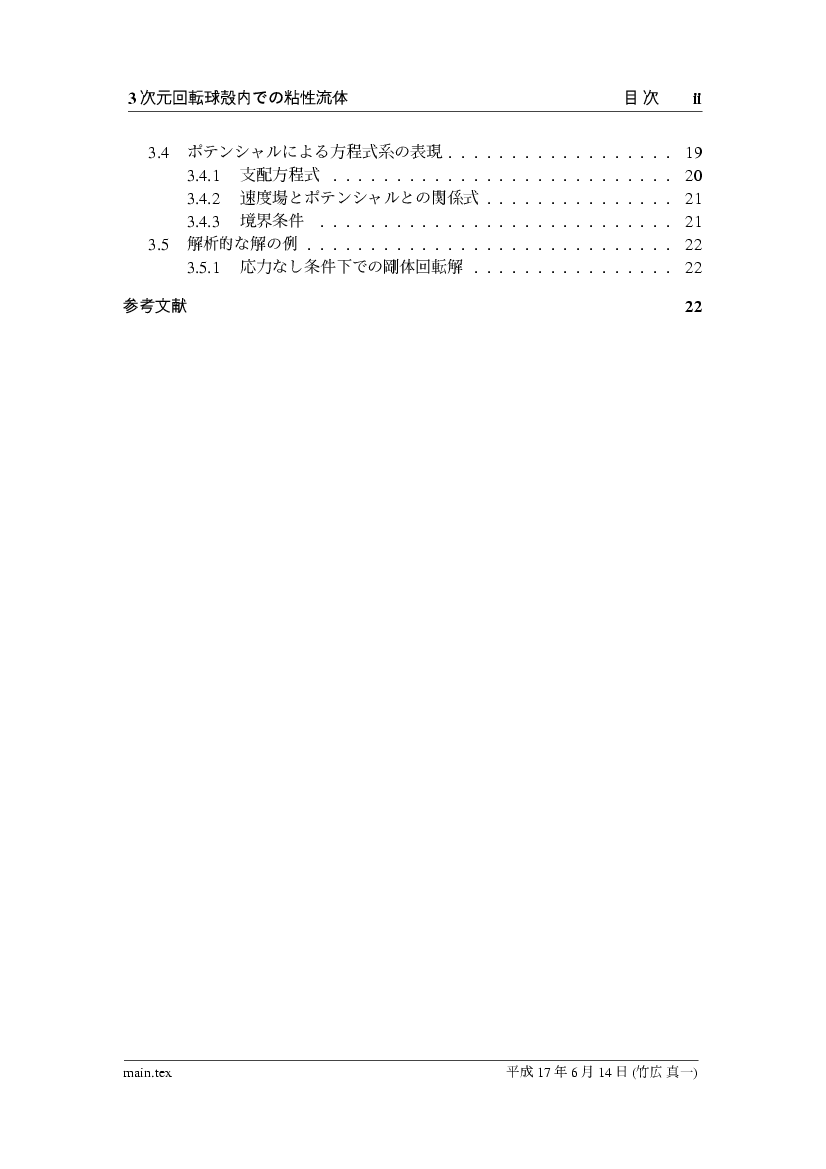 3 次元回転球殻内での粘性流体 目 次 ii
3.4 ポテンシャルによる方程式系の表現 . . . . . . . . . . . . . . . . . . 19
3.4.1 支配方程式 . . . . . . . . . . . . . . . . . . . . . . . . . . . 20
3.4.2 速度場とポテンシャルとの関係式 . . . . . . . . . . . . . . . 21
3.4.3 境界条件 . . . . . . . . . . . . . . . . . . . . . . . . . . . . 21
3.5 解析的な解の例 . . . . . . . . . . . . . . . . . . . . . . . . . . . . . 22
3.5.1 応力なし条件下での剛体回転解 . . . . . . . . . . . . . . . . 22
参考文献 22
main.tex 平成 17 年 6 月 14 日 (竹広 真一)